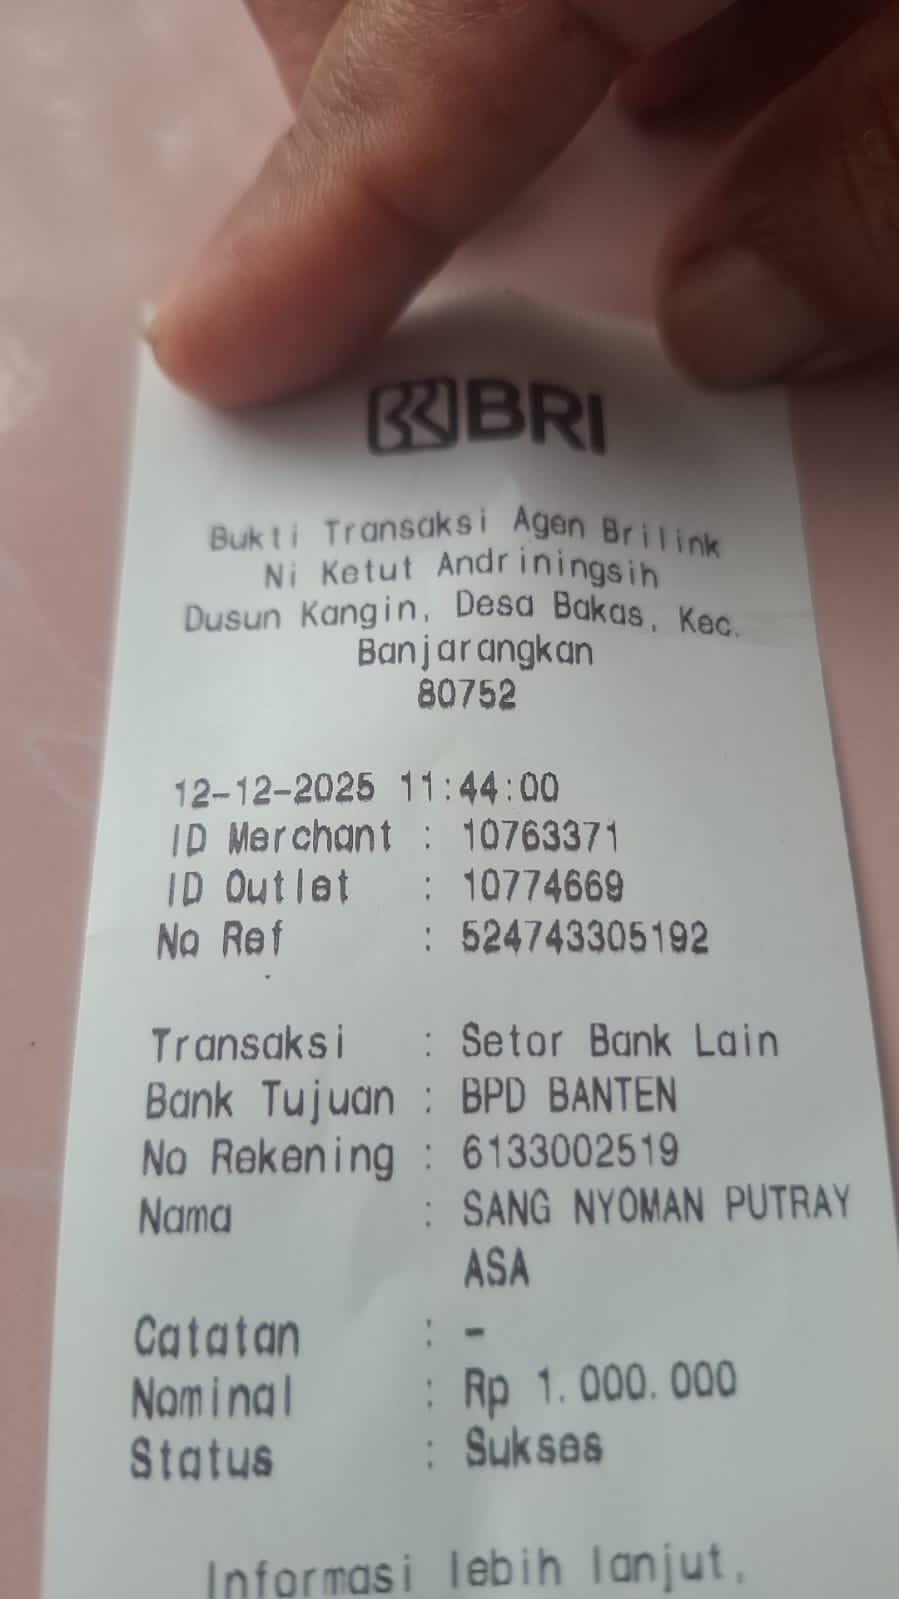 BRI
Bukti Transaksi Agen Brilink
Ni Ketut Andriningsih
Dusun Kangin, Desa Bakas, Kec.
Banjarangkan
80752
12-12-2025 11:44:00
ID Merchant : 10763371
ID Outlet : 10774669
No Ref : 524743305192
Transaksi : Setor Bank Lain
Bank Tujuan : BPD BANTEN
No Rekening : 6133002519
Nama : SANG NYOMAN PUTRAY
ASA
Catatan : -
Nominal : Rp 1.000.000
Status : Sukses
Informasi lebih lanjut,